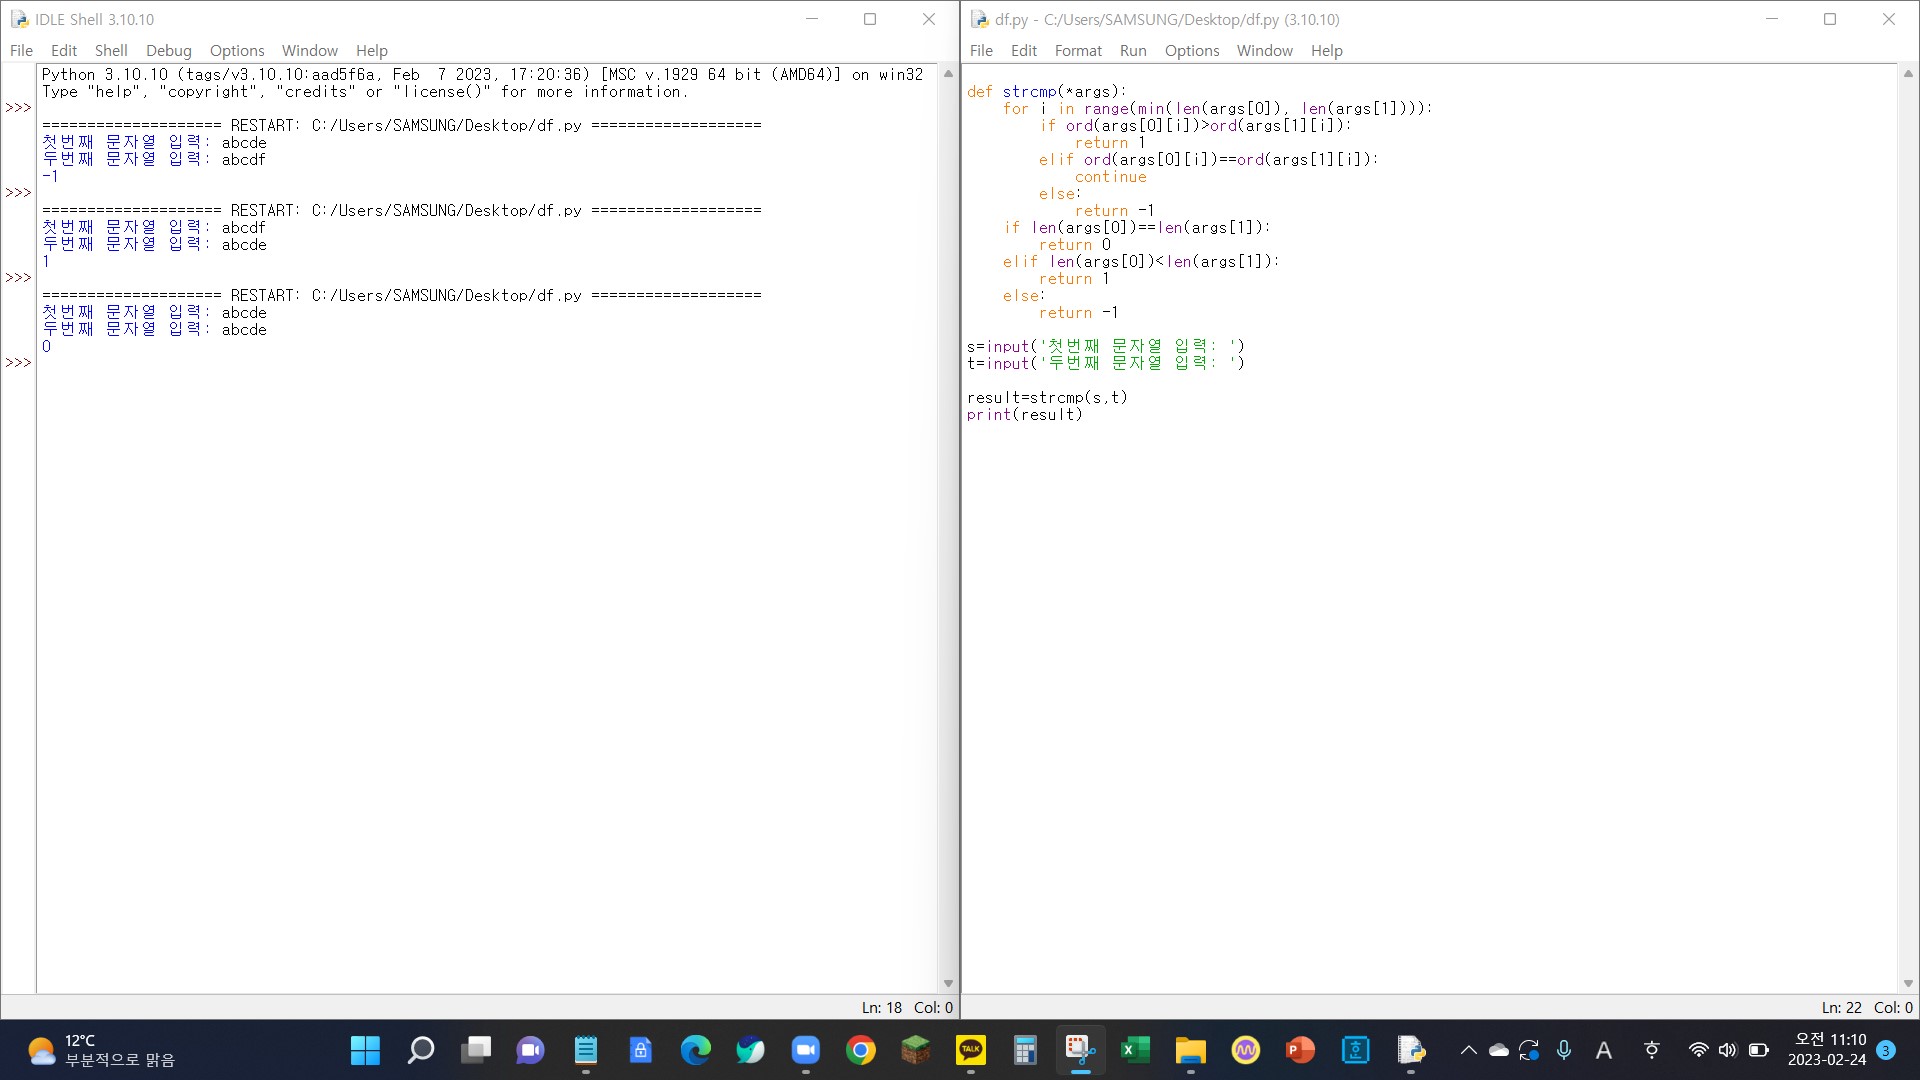 IDLE Shell 3.10.10
File Edit Shell Debug Options Window Help
Python 3.10.10 (tags/v3.10.10:aad5f6a, Feb  7 2023, 17:20:36) [MSC v.1929 64 bit (AMD64)] on win32
Type "help", "copyright", "credits" or "license()" for more information.
>>>
==================== RESTART: C:/Users/SAMSUNG/Desktop/df.py ===================
첫번째 문자열 입력: abcde
두번째 문자열 입력: abcdf
-1
>>>
==================== RESTART: C:/Users/SAMSUNG/Desktop/df.py ===================
첫번째 문자열 입력: abcdf
두번째 문자열 입력: abcde
1
>>>
==================== RESTART: C:/Users/SAMSUNG/Desktop/df.py ===================
첫번째 문자열 입력: abcde
두번째 문자열 입력: abcde
0
>>>
Ln: 18 Col: 0
df.py - C:/Users/SAMSUNG/Desktop/df.py (3.10.10)
File Edit Format Run Options Window Help
def strcmp(*args):
    for i in range(min(len(args[0]), len(args[1]))):
        if ord(args[0][i])>ord(args[1][i]):
            return 1
        elif ord(args[0][i])==ord(args[1][i]):
            continue
        else:
            return -1
    if len(args[0])==len(args[1]):
        return 0
    elif len(args[0])<len(args[1]):
        return 1
    else:
        return -1
s=input('첫번째 문자열 입력: ')
t=input('두번째 문자열 입력: ')
result=strcmp(s,t)
print(result)
Ln: 22 Col: 0
12°C
부분적으로 맑음
TALK
A
오전 11:10
2023-02-24
3